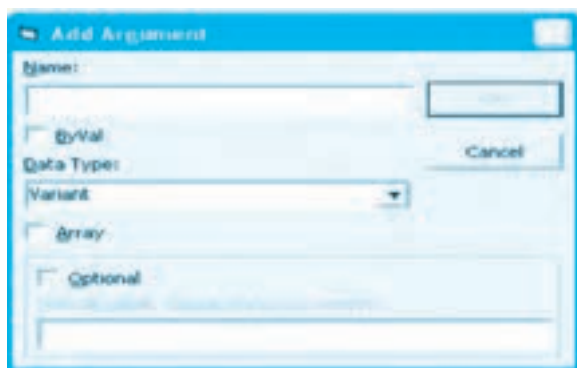 Add Argument
Name:
ByVal
Cancel
Data Type:
Variant
Array
Optional